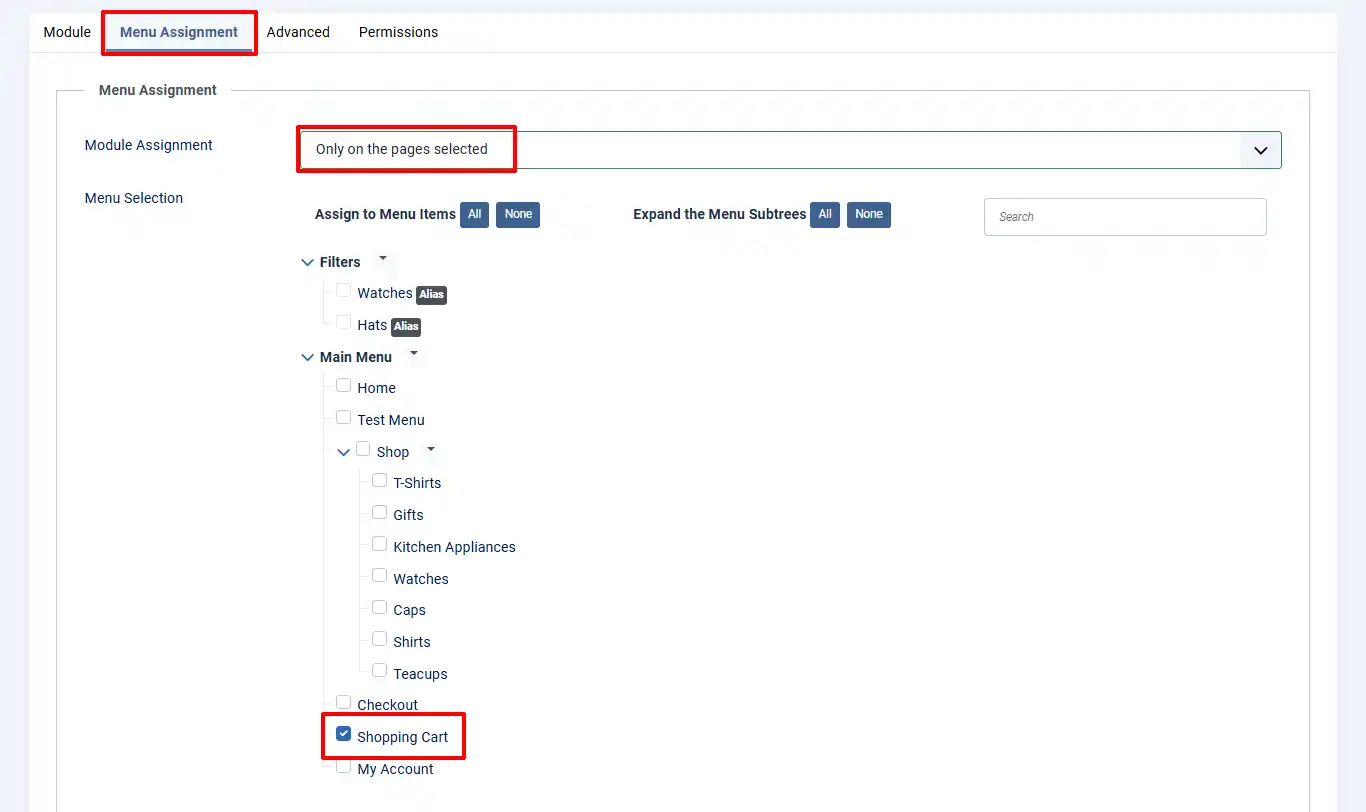 Module Menu Assignment Advanced Permissions
Menu Assignment
Module Assignment Only on the pages selected
Menu Selection
Assign to Menu Items All None Expand the Menu Subtrees All None Search
Filters
Watches Alias
Hats Alias
Main Menu
Home
Test Menu
Shop
T-Shirts
Gifts
Kitchen Appliances
Watches
Caps
Shirts
Teacups
Checkout
Shopping Cart
My Account